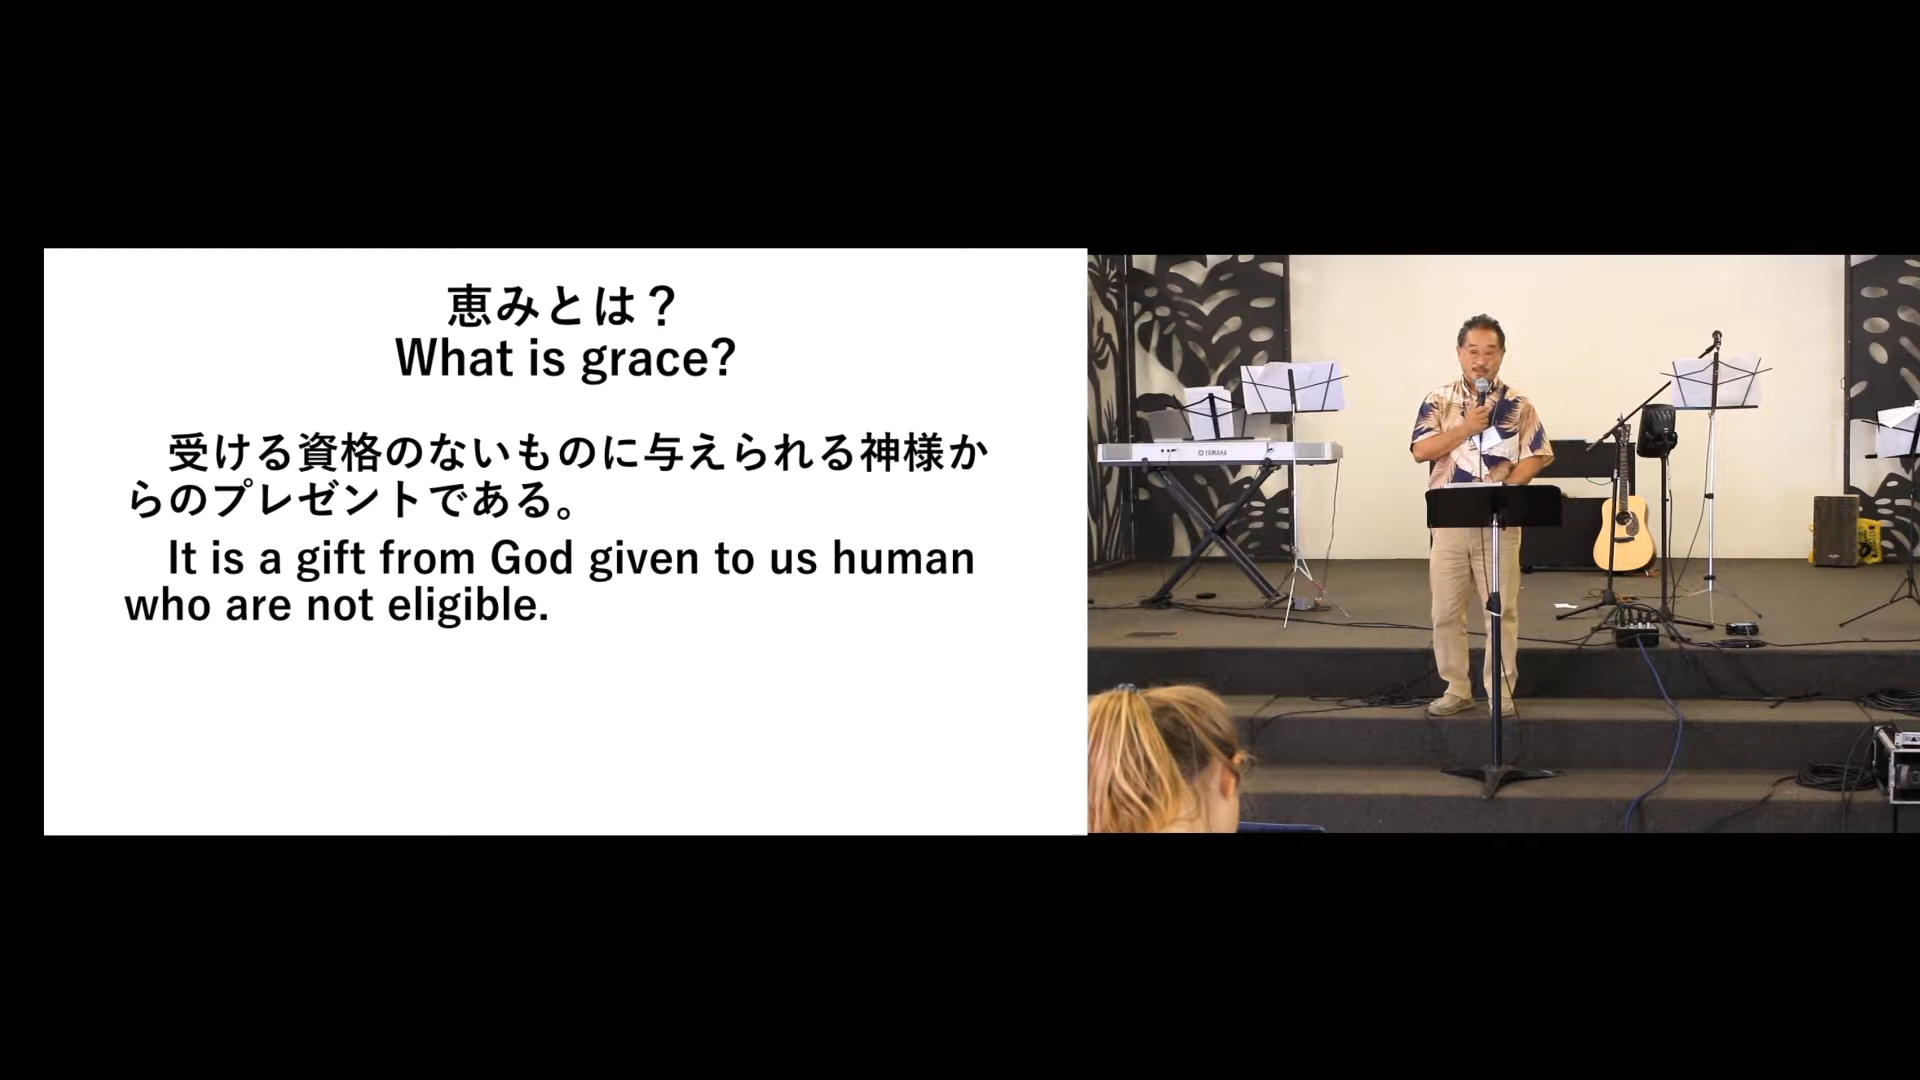 恵みとは？
What is grace?
受ける資格のないものに与えられる神様か
らのプレゼントである。
It is a gift from God given to us human
who are not eligible.
YAMAHA